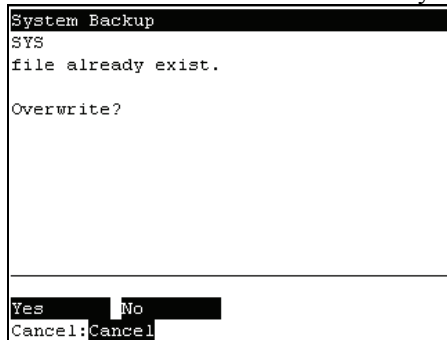 System Backup
SYS
file already exist.
Overwrite?
Yes No
Cancel:Cancel